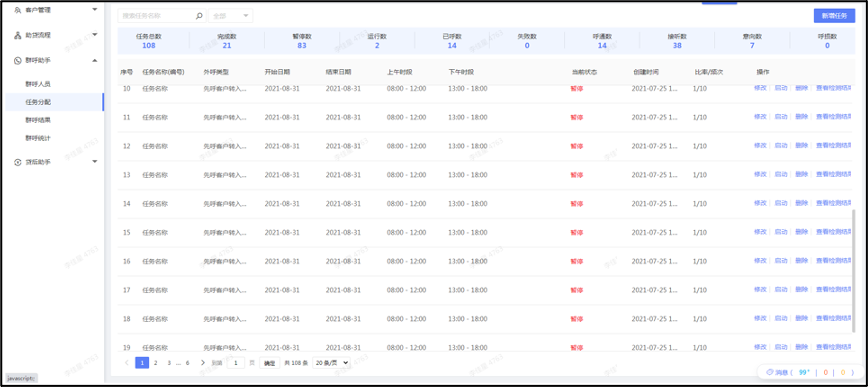 客户管理
助贷流程
群呼助手
群呼人员
任务分配
群呼结果
群呼统计
贷后助手
搜索任务名称 全部 新增任务
任务总数 完成数 暂停数 运行数 已呼数 失败数 呼通数 接听数 意向数 呼损数
108 21 83 2 14 0 14 38 7 0
序号 任务名称(编号) 外呼类型 开始日期 结束日期 上午时段 下午时段 当前状态 创建时间 比率/频次 操作
10 任务名称 先呼客户转入... 2021-08-31 2021-08-31 08:00 - 12:00 13:00 - 18:00 暂停 2021-07-25 1... 1/10 修改 启动 删除 查看检测结果
11 任务名称 先呼客户转入... 2021-08-31 2021-08-31 08:00 - 12:00 13:00 - 18:00 暂停 2021-07-25 1... 1/10 修改 启动 删除 查看检测结果
12 任务名称 先呼客户转入... 2021-08-31 2021-08-31 08:00 - 12:00 13:00 - 18:00 暂停 2021-07-25 1... 1/10 修改 启动 删除 查看检测结果
13 任务名称 先呼客户转入... 2021-08-31 2021-08-31 08:00 - 12:00 13:00 - 18:00 暂停 2021-07-25 1... 1/10 修改 启动 删除 查看检测结果
14 任务名称 先呼客户转入... 2021-08-31 2021-08-31 08:00 - 12:00 13:00 - 18:00 暂停 2021-07-25 1... 1/10 修改 启动 删除 查看检测结果
15 任务名称 先呼客户转入... 2021-08-31 2021-08-31 08:00 - 12:00 13:00 - 18:00 暂停 2021-07-25 1... 1/10 修改 启动 删除 查看检测结果
16 任务名称 先呼客户转入... 2021-08-31 2021-08-31 08:00 - 12:00 13:00 - 18:00 暂停 2021-07-25 1... 1/10 修改 启动 删除 查看检测结果
17 任务名称 先呼客户转入... 2021-08-31 2021-08-31 08:00 - 12:00 13:00 - 18:00 暂停 2021-07-25 1... 1/10 修改 启动 删除 查看检测结果
18 任务名称 先呼客户转入... 2021-08-31 2021-08-31 08:00 - 12:00 13:00 - 18:00 暂停 2021-07-25 1... 1/10 修改 启动 删除 查看检测结果
19 任务名称 先呼客户转入... 2021-08-31 2021-08-31 08:00 - 12:00 13:00 - 18:00 暂停 2021-07-25 1... 1/10 修改 启动 删除 查看检测结果
1 2 3 ... 6 到第 1 页 确定 共 108 条 20 条/页
消息 ( 99+ | 0 | 0 )
javascript:;